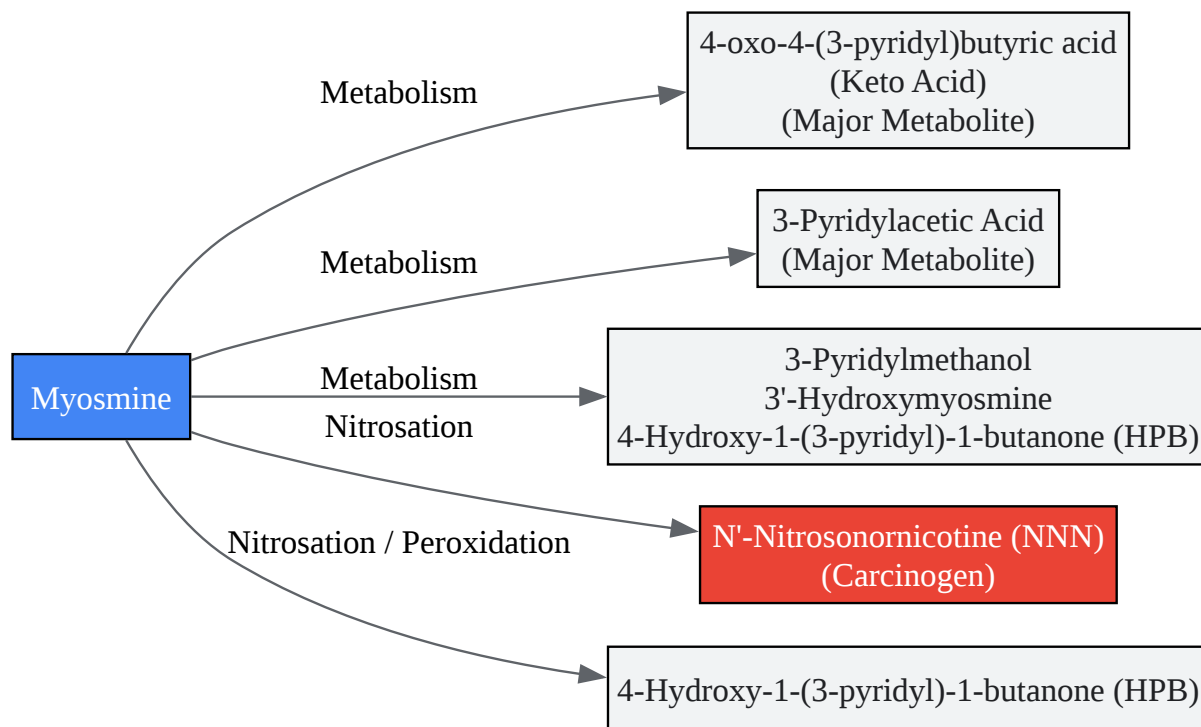 4-oxo-4-(3-pyridyl)butyric acid
(Keto Acid)
(Major Metabolite)
Metabolism
3-Pyridylacetic Acid
(Major Metabolite)
Metabolism
3-Pyridylmethanol
3'-Hydroxymyosmine
4-Hydroxy-1-(3-pyridyl)-1-butanone (HPB)
Metabolism
Myosmine
Nitrosation
N'-Nitrosonornicotine (NNN)
(Carcinogen)
Nitrosation / Peroxidation
4-Hydroxy-1-(3-pyridyl)-1-butanone (HPB)